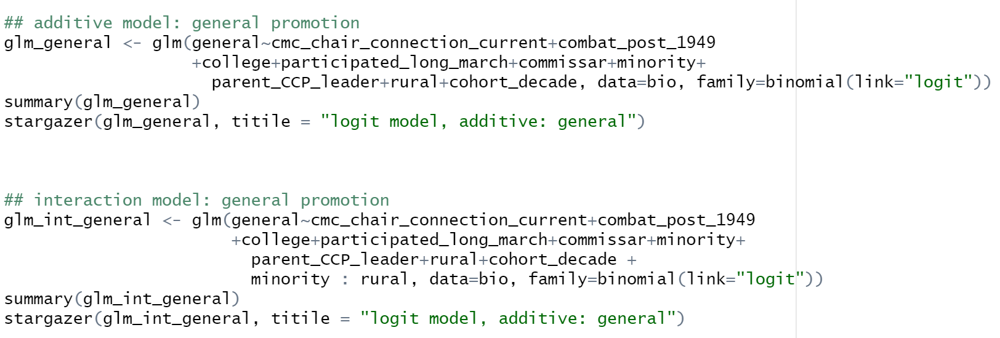 ## additive model: general promotion
glm_general <- glm(general~cmc_chair_connection_current+combat_post_1949
+college+participated_long_march+commissar+minority+
parent_CCP_leader+rural+cohort_decade, data=bio, family=binomial(link="logit"))
summary(glm_general)
stargazer(glm_general, titile = "logit model, additive: general")
## interaction model: general promotion
glm_int_general <- glm(general~cmc_chair_connection_current+combat_post_1949
+college+participated_long_march+commissar+minority+
parent_CCP_leader+rural+cohort_decade +
minority : rural, data=bio, family=binomial(link="logit"))
summary(glm_int_general)
stargazer(glm_int_general, titile = "logit model, additive: general")